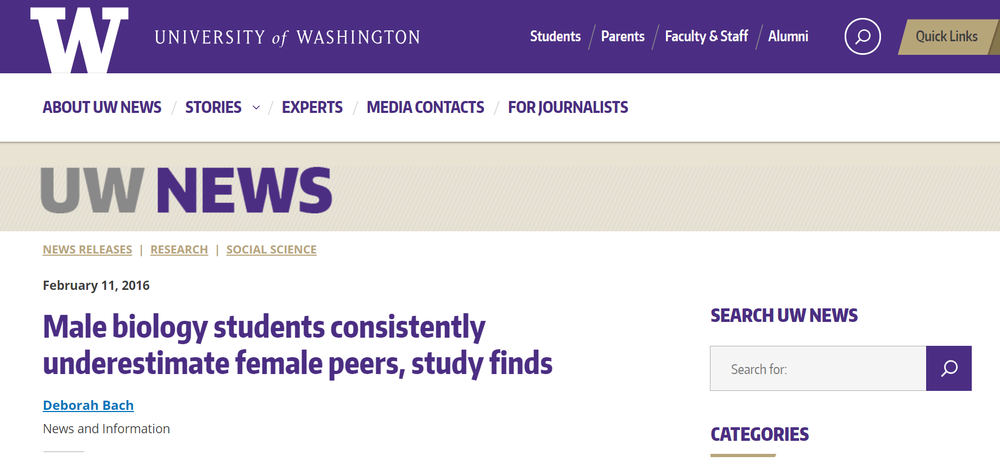 W
UNIVERSITY of WASHINGTON
Students / Parents / Faculty & Staff / Alumni
Quick Links
ABOUT UW NEWS / STORIES / EXPERTS / MEDIA CONTACTS / FOR JOURNALISTS
UW NEWS
NEWS RELEASES | RESEARCH | SOCIAL SCIENCE
February 11, 2016
Male biology students consistently
underestimate female peers, study finds
Deborah Bach
News and Information
SEARCH UW NEWS
Search for:
CATEGORIES